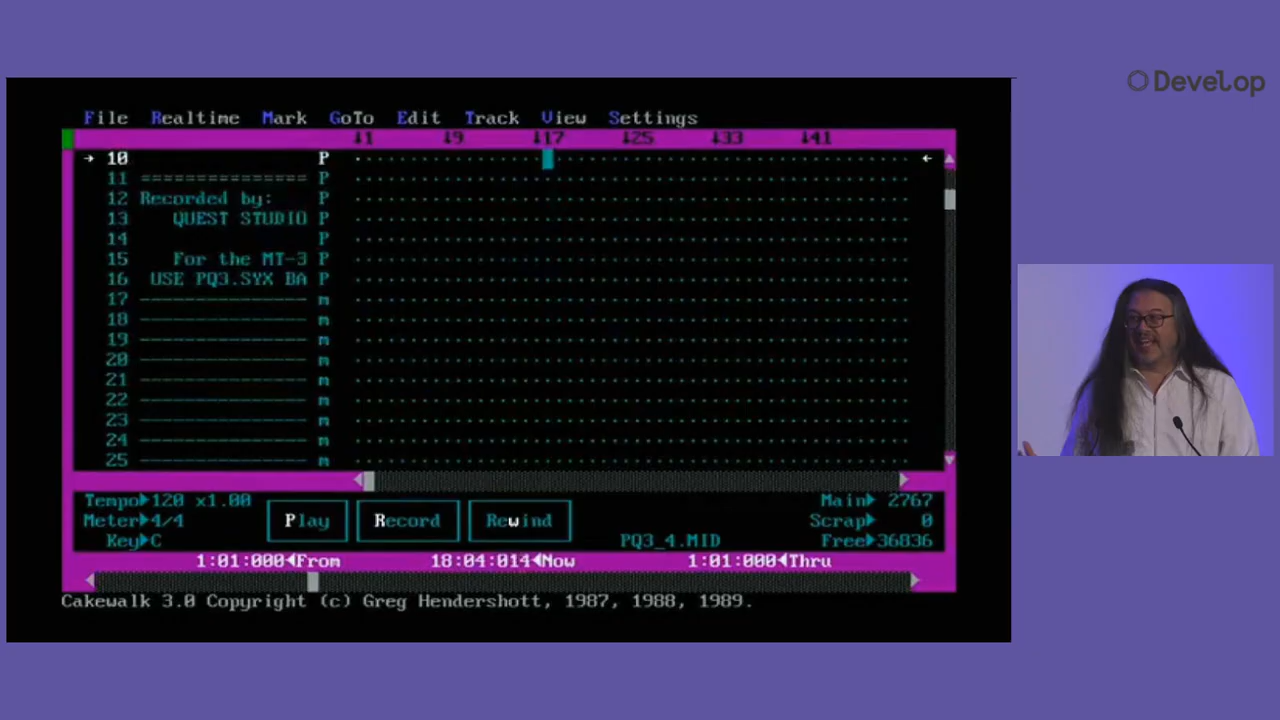 Develop
File Realtime Mark GoTo Edit Track View Settings
1 9 17 25 33 41
10 P
11 =============== P
12 Recorded by: P
13 QUEST STUDIO P
14 P
15 For the MT-3 P
16 USE PQ3.SYX BA P
17 --------------- m
18 --------------- m
19 --------------- m
20 --------------- m
21 --------------- m
22 --------------- m
23 --------------- m
24 --------------- m
25 --------------- m
Tempo 120 x1.00 Main 2767
Meter 4/4 Play Record Rewind Scrap 0
Key C PQ3_4.MID Free 36836
1:01:000 From 18:04:014 Now 1:01:000 Thru
Cakewalk 3.0 Copyright (c) Greg Hendershott, 1987, 1988, 1989.